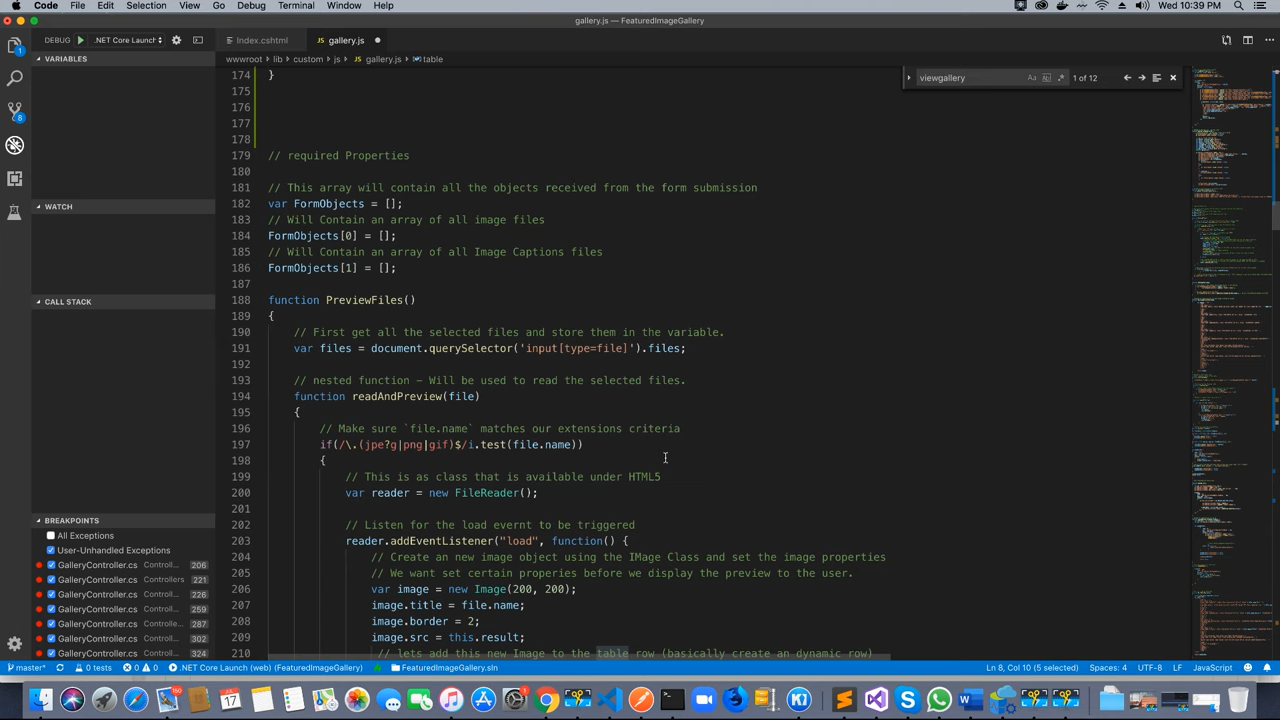 Code File Edit Selection View Go Debug Terminal Window Help
Wed 10:39 PM
gallery.js — FeaturedImageGallery
DEBUG .NET Core Launch
Index.cshtml
gallery.js
VARIABLES
wwwroot › lib › custom › js › gallery.js › table
viewgallery
1 of 12
174 }
175
176
177
178
179 // required Properties
181 // This array will contain all the objects received from the form submission
182 var FormObjects = [];
183 // Will Contain an array of all image files
184 FormObjects[0] = [];
185 // Will Contain an array of all Image Captions files
186 FormObjects[1] = [];
188 function PreviewFiles()
189 {
190 // First get all the selected files and store them in the variable.
191 var files = document.querySelector('input[type=file]').files;
193 // nested function – Will be used to read the selected files.
194 function readAndPreview(file)
195 {
196 // Make sure `file.name` matches our extensions criteria
197 if(/\.(jpe?g|png|gif)$/i.test(file.name))
198 {
199 // This is a class that is available under HTML5
200 var reader = new FileReader();
202 // Listen for the load event to be triggered
203 reader.addEventListener("load", function() {
204 // Create an new image object using the IMage Class and set the image properties
205 // We want set certain properties before we display the preview to the user.
206 var image = new Image(200, 200);
207 image.title = file.name;
208 image.border = 2;
209 image.src = this.result;
210 // Lets add this now into the table row (basically create a dynamic row)
WATCH
CALL STACK
BREAKPOINTS
All Exceptions
User-Unhandled Exceptions
GalleryController.cs Controllers 206
GalleryController.cs Controllers 221
GalleryController.cs Controll... 226
GalleryController.cs Controll... 259
GalleryController.cs Controll... 287
GalleryController.cs Controll... 302
GalleryController.cs Controll... 324
master* 0 tests 0 0 .NET Core Launch (web) (FeaturedImageGallery) FeaturedImageGallery.sln
Ln 8, Col 10 (5 selected) Spaces: 4 UTF-8 LF JavaScript